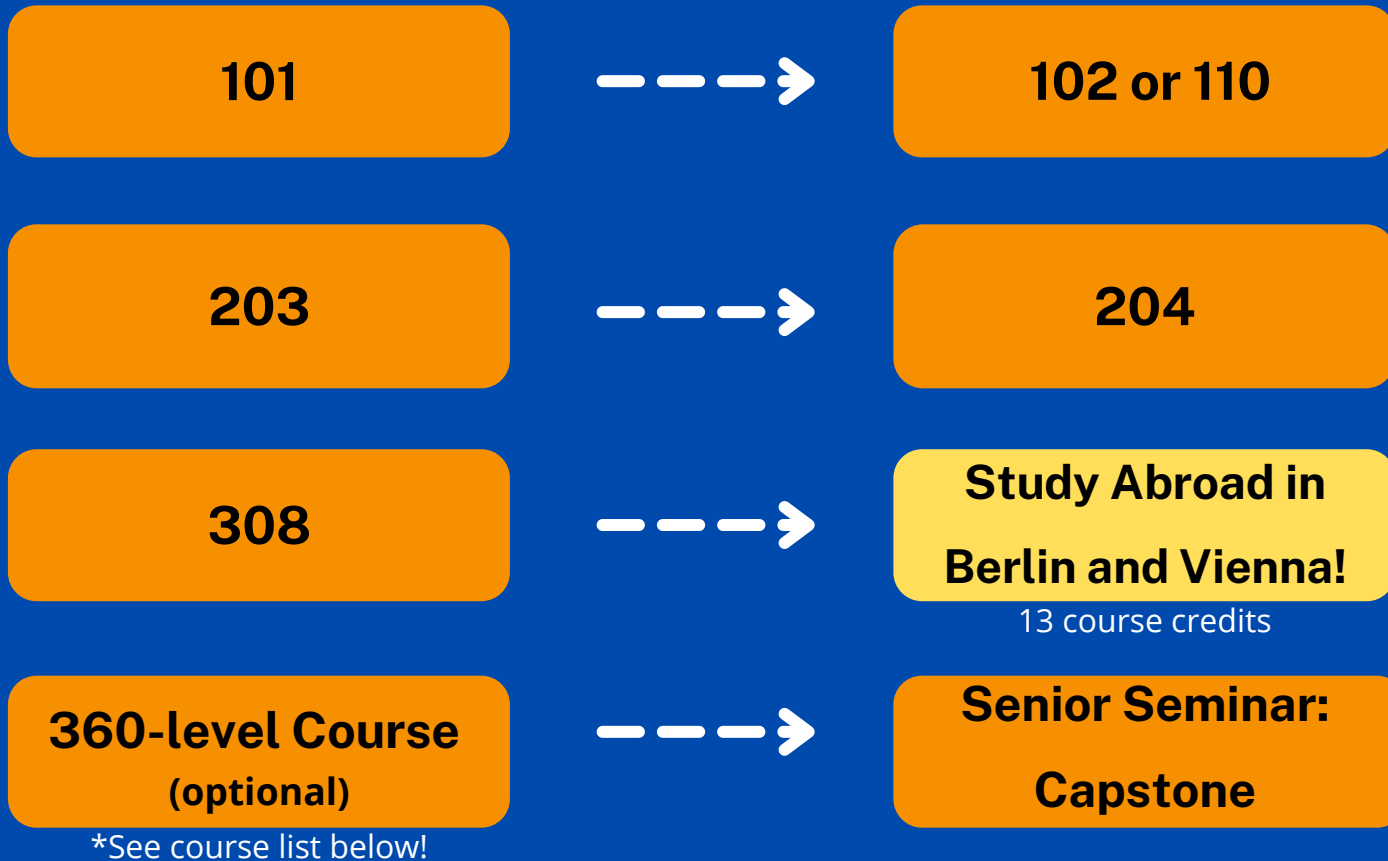 101
102 or 110
203
204
308
Study Abroad in
Berlin and Vienna!
13 course credits
360-level Course
(optional)
*See course list below!
Senior Seminar:
Capstone